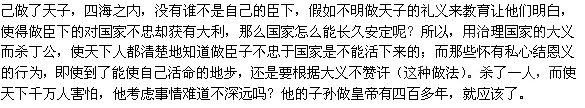 己做了天子，四海之内，没有谁不是自己的臣下，假如不明做天子的礼义来教育让他们明白，
使得做臣下的对国家不忠却获有大利，那么国家怎么能长久安定呢？所以，用治理国家的大义
而杀丁公，使天下人都清楚地知道做臣子不忠于国家是不能活下来的；而那些怀有私心结恩义
的行为，即使到了能使自己活命的地步，还是要根据大义不赞许（这种做法）。杀了一人，而使
天下千万人害怕，他考虑事情难道不深远吗？他的子孙做皇帝有四百多年，就应该了。